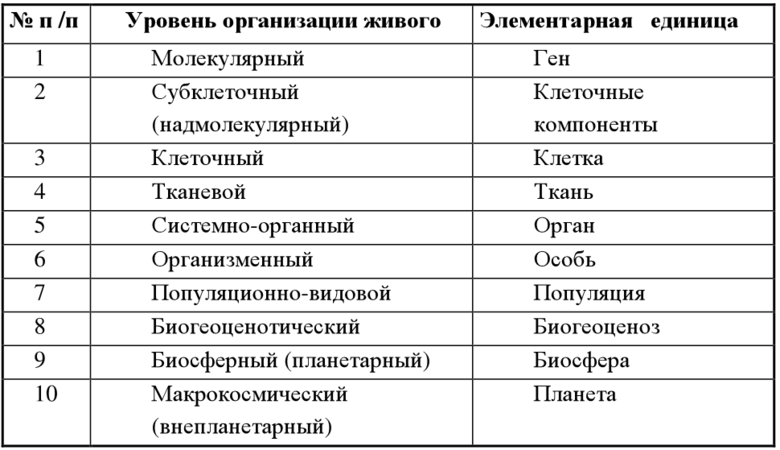 № п /п Уровень организации живого Элементарная единица
1 Молекулярный Ген
2 Субклеточный Клеточные
(надмолекулярный) компоненты
3 Клеточный Клетка
4 Тканевой Ткань
5 Системно-органный Орган
6 Организменный Особь
7 Популяционно-видовой Популяция
8 Биогеоценотический Биогеоценоз
9 Биосферный (планетарный) Биосфера
10 Макрокосмический Планета
(внепланетарный)